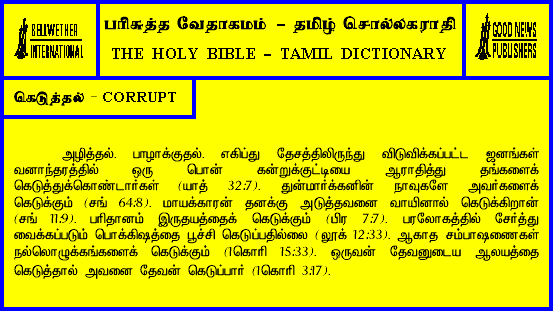 BELLWETHER
INTERNATIONAL
பரிசுத்த வேதாகமம் - தமிழ் சொல்லகராதி
THE HOLY BIBLE - TAMIL DICTIONARY
GOOD NEWS
PUBLISHERS
கெடுத்தல் - CORRUPT
அழித்தல். பாழாக்குதல். எகிப்து தேசத்திலிருந்து விடுவிக்கப்பட்ட ஜனங்கள்
வனாந்தரத்தில் ஒரு பொன் கன்றுக்குட்டியை ஆராதித்து தங்களைக்
கெடுத்துக்கொண்டார்கள் (யாத் 32:7). துன்மார்க்கனின் நாவுகளே அவர்களைக்
கெடுக்கும் (சங் 64:8). மாயக்காரன் தனக்கு அடுத்தவனை வாயினால் கெடுக்கிறான்
(சங் 11:9). பரிதானம் இருதயத்தைக் கெடுக்கும் (பிர 7:7). பரலோகத்தில் சேர்த்து
வைக்கப்படும் பொக்கிஷத்தை பூச்சி கெடுப்பதில்லை (லூக் 12:33). ஆகாத சம்பாஷணைகள்
நல்லொழுக்கங்களைக் கெடுக்கும் (1கொரி 15:33). ஒருவன் தேவனுடைய ஆலயத்தை
கெடுத்தால் அவனை தேவன் கெடுப்பார் (1கொரி 3:17).